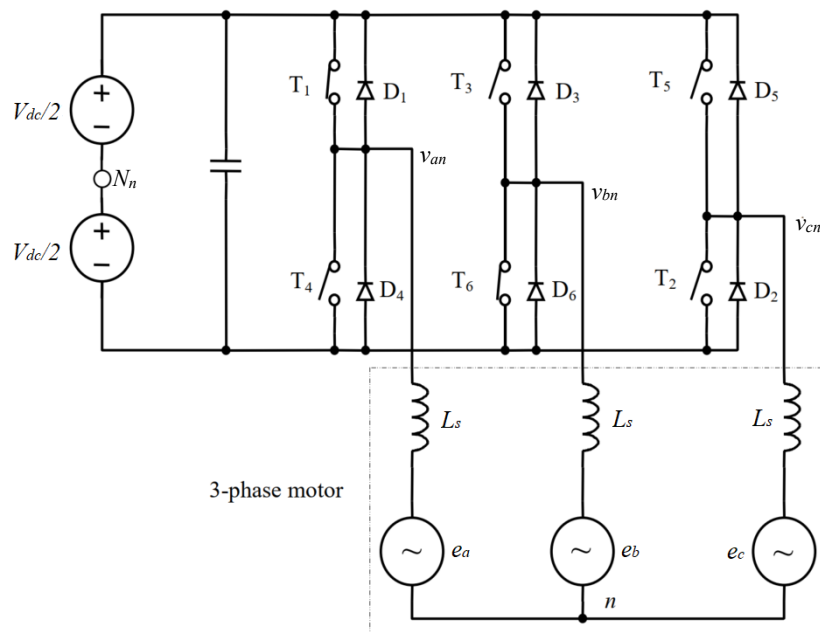 T1 D1 T3 D3 T5 D5
+
Vdc/2
−
van
Nn
vbn
+
Vdc/2
−
vcn
T4 D4 T6 D6 T2 D2
Ls Ls Ls
3-phase motor
~ ea ~ eb ec ~
n